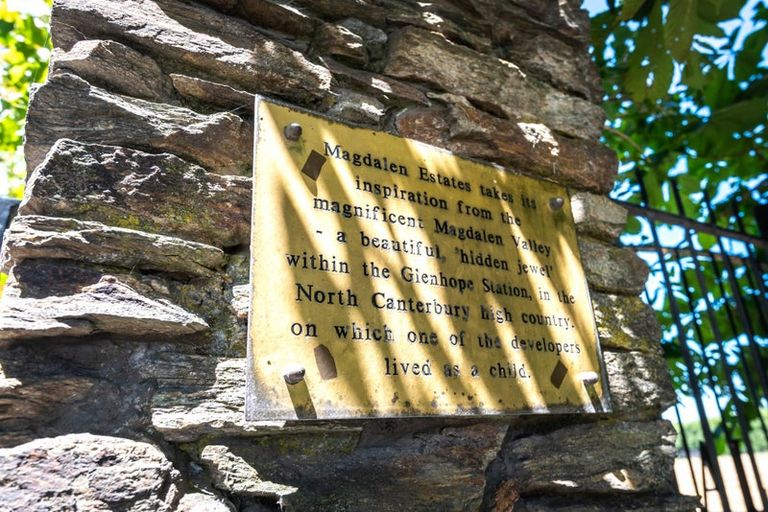 Magdalen Estates takes its
inspiration from the
magnificent Magdalen Valley
- a beautiful, 'hidden jewel'
within the Glenhope Station, in the
North Canterbury high country,
on which one of the developers
lived as a child.